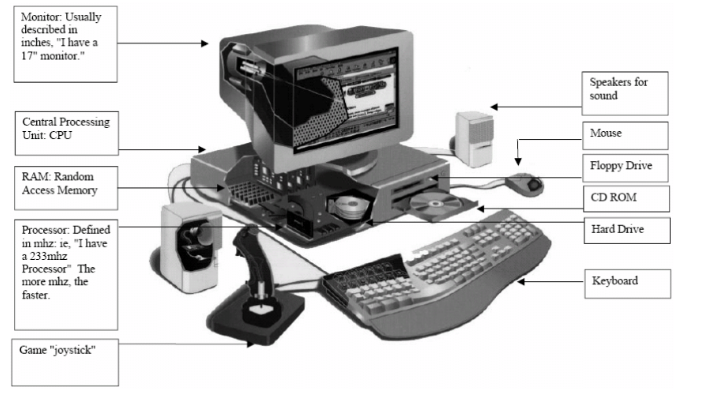 Monitor: Usually
described in
inches, "I have a
17" monitor."
Central Processing
Unit: CPU
RAM: Random
Access Memory
Processor: Defined
in mhz: ie, "I have
a 233mhz
Processor" The
more mhz, the
faster.
Game "joystick"
Speakers for
sound
Mouse
Floppy Drive
CD ROM
Hard Drive
Keyboard